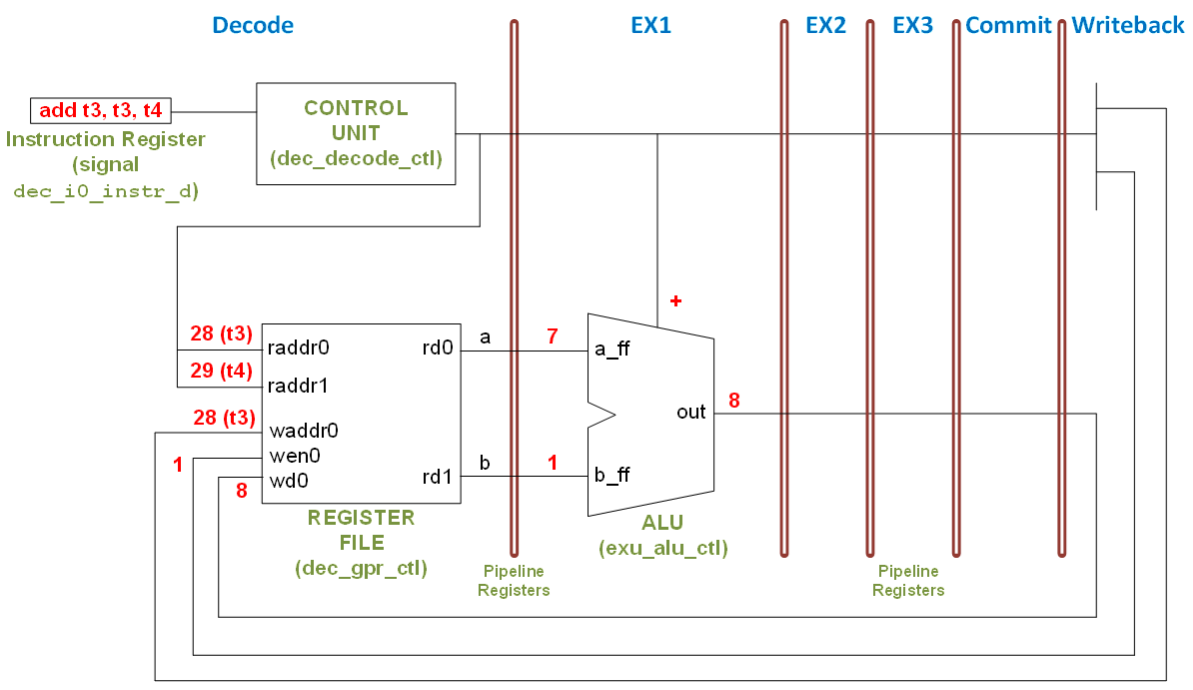 Decode
EX1
EX2
EX3
Commit
Writeback
add t3, t3, t4
Instruction Register
(signal
dec_i0_instr_d)
CONTROL
UNIT
(dec_decode_ctl)
+
28 (t3)
raddr0
29 (t4)
raddr1
28 (t3)
waddr0
1
wen0
8
wd0
rd0
a
7
a_ff
rd1
b
1
b_ff
out
8
REGISTER
FILE
(dec_gpr_ctl)
ALU
(exu_alu_ctl)
Pipeline
Registers
Pipeline
Registers